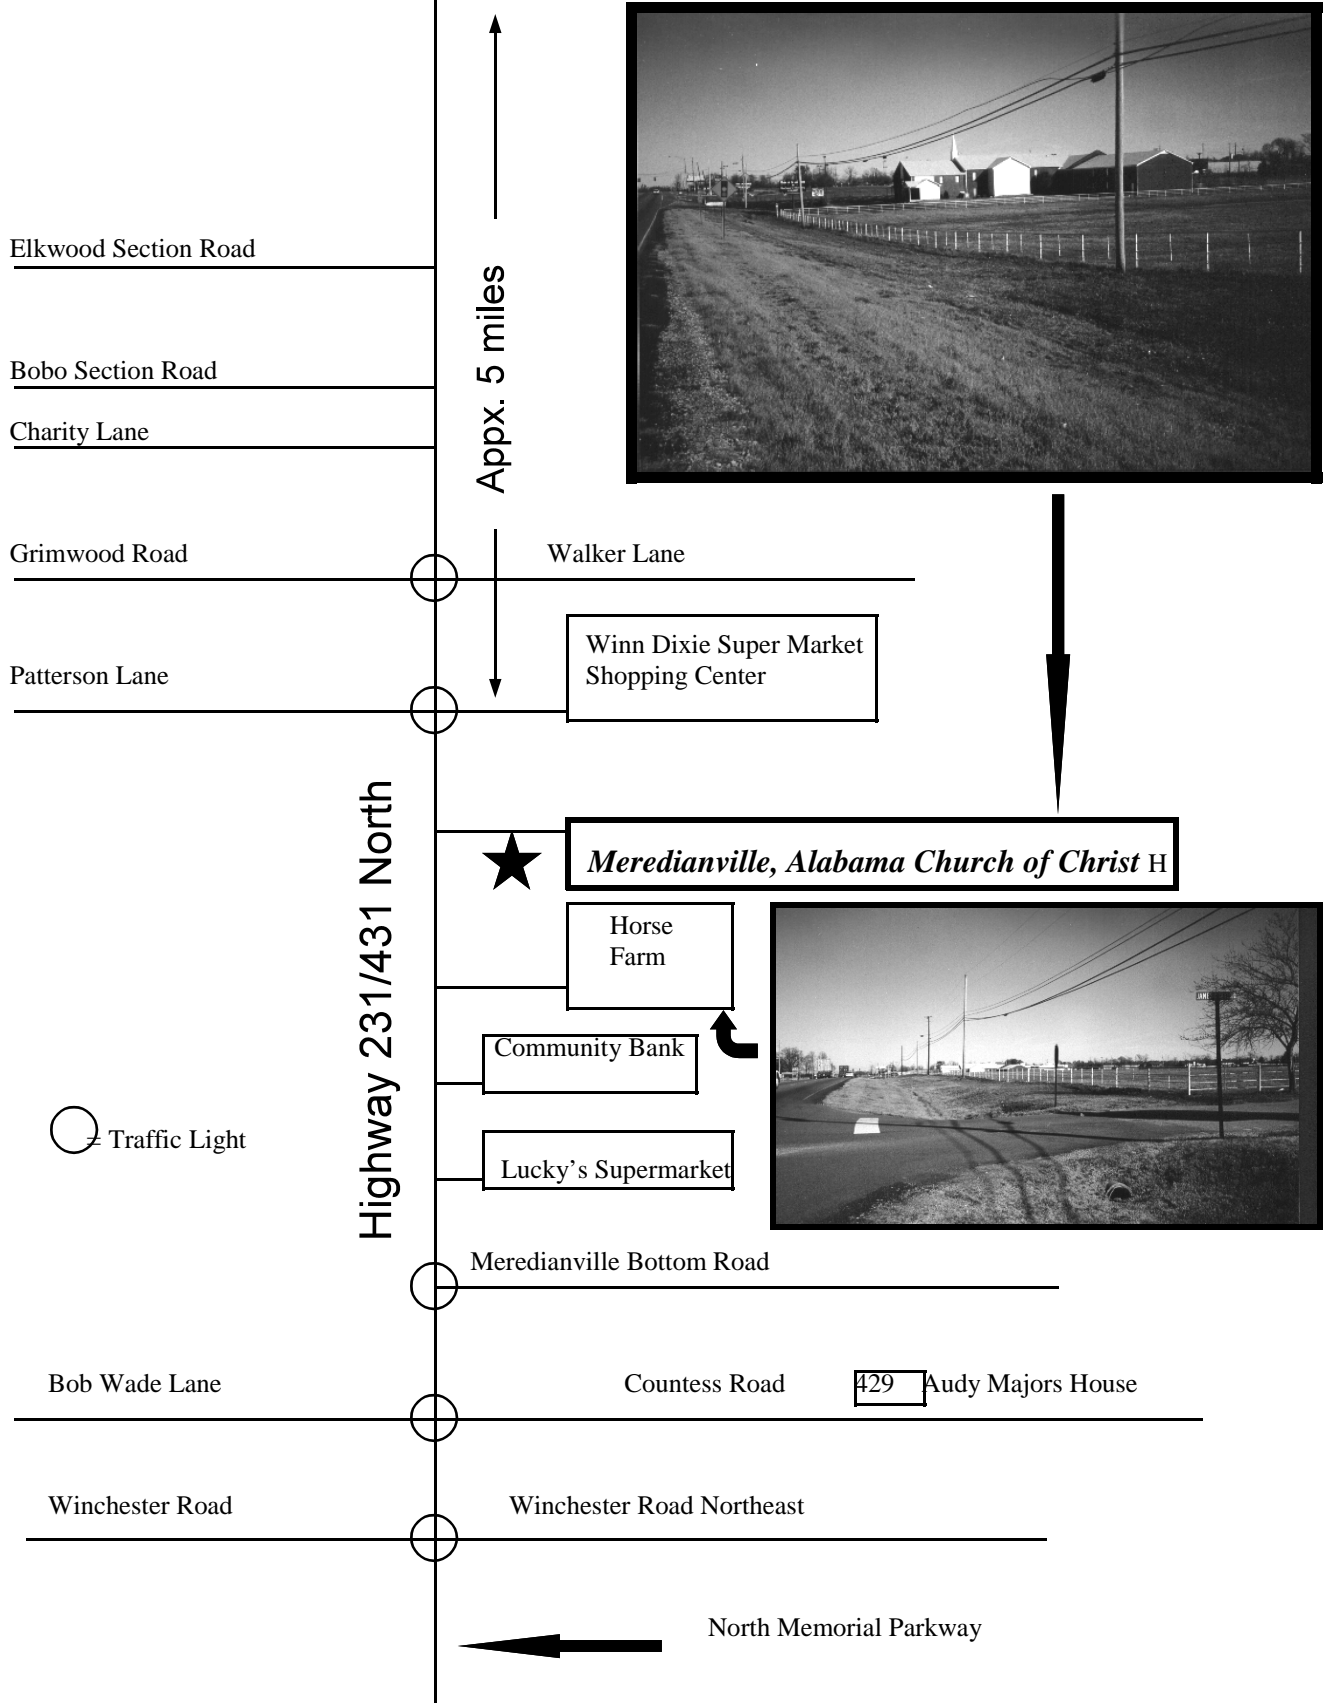 Elkwood Section Road
Appx. 5 miles
Bobo Section Road
Charity Lane
Grimwood Road
Walker Lane
Winn Dixie Super Market
Shopping Center
Patterson Lane
Highway 231/431 North
Meredianville, Alabama Church of Christ H
Horse
Farm
Community Bank
= Traffic Light
Lucky's Supermarket
Meredianville Bottom Road
Bob Wade Lane
Countess Road
429
Audy Majors House
Winchester Road
Winchester Road Northeast
North Memorial Parkway